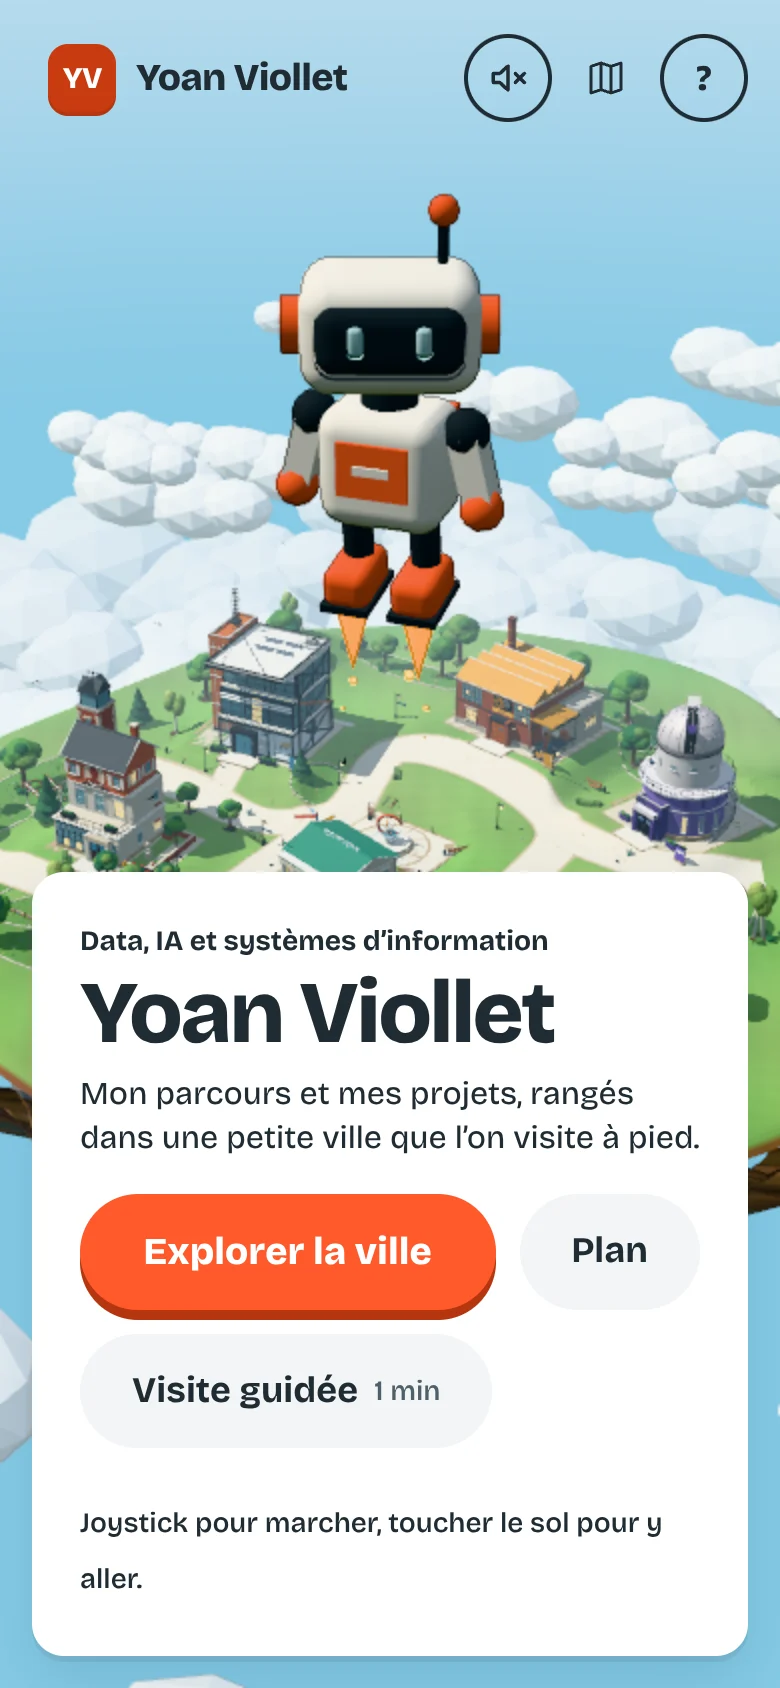 YV Yoan Viollet ?
Data, IA et systèmes d’information
Yoan Viollet
Mon parcours et mes projets, rangés
dans une petite ville que l’on visite à pied.
Explorer la ville
Plan
Visite guidée 1 min
Joystick pour marcher, toucher le sol pour y
aller.